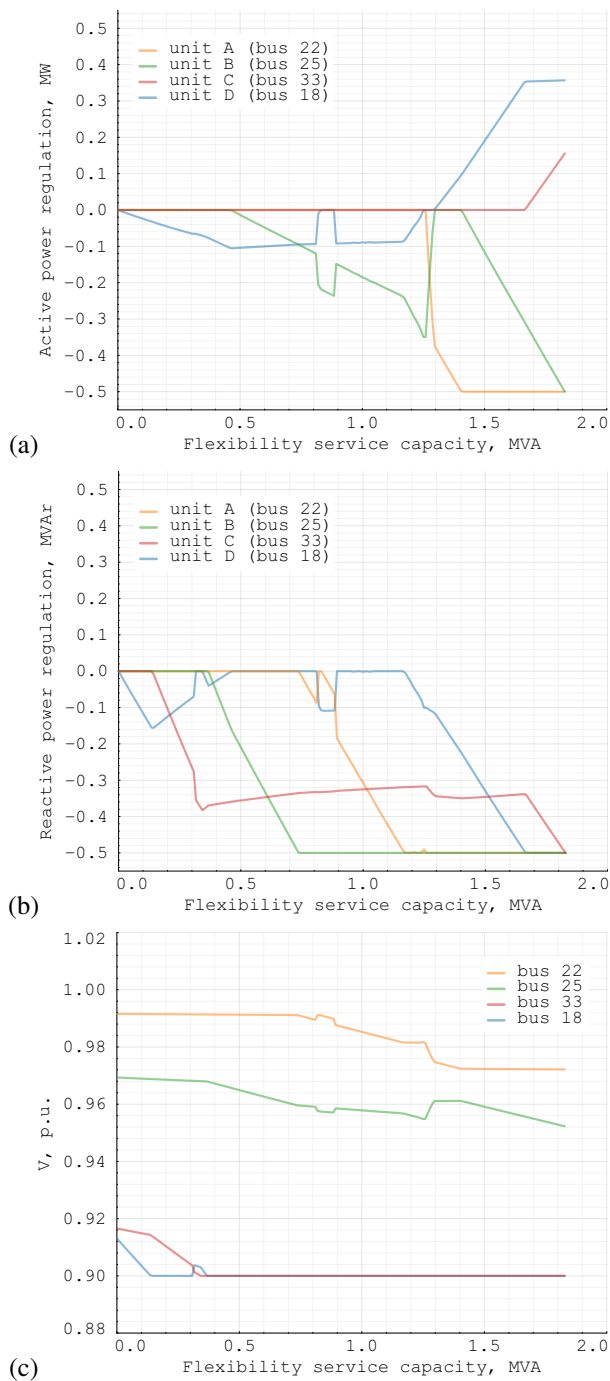 0.5
0.4
0.3
0.2
0.1
0.0
−0.1
−0.2
−0.3
−0.4
−0.5
Active power regulation, MW
unit A (bus 22)
unit B (bus 25)
unit C (bus 33)
unit D (bus 18)
0.0 0.5 1.0 1.5 2.0
Flexibility service capacity, MVA
(a)
0.5
0.4
0.3
0.2
0.1
0.0
−0.1
−0.2
−0.3
−0.4
−0.5
Reactive power regulation, MVAr
unit A (bus 22)
unit B (bus 25)
unit C (bus 33)
unit D (bus 18)
0.0 0.5 1.0 1.5 2.0
Flexibility service capacity, MVA
(b)
1.02
1.00
0.98
0.96
0.94
0.92
0.90
0.88
V, p.u.
bus 22
bus 25
bus 33
bus 18
0.0 0.5 1.0 1.5 2.0
Flexibility service capacity, MVA
(c)